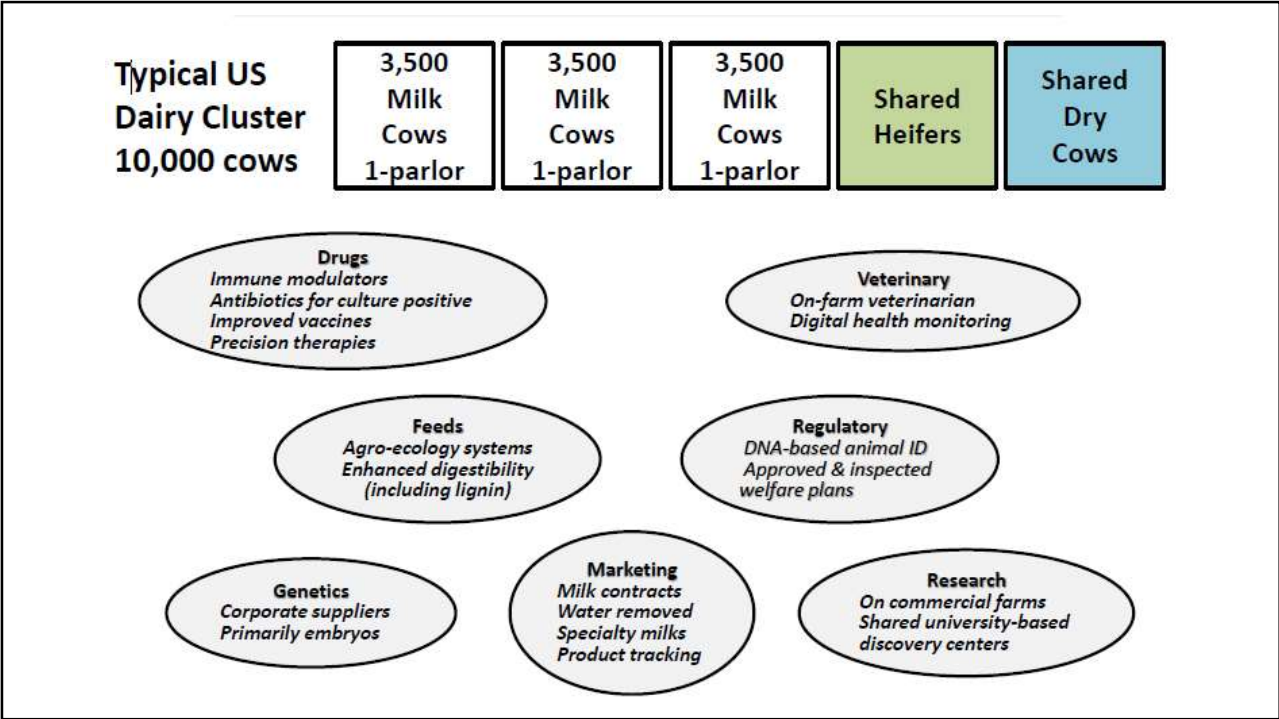 Typical US
Dairy Cluster
10,000 cows
3,500
Milk
Cows
1-parlor
3,500
Milk
Cows
1-parlor
3,500
Milk
Cows
1-parlor
Shared
Heifers
Shared
Dry
Cows
Drugs
Immune modulators
Antibiotics for culture positive
Improved vaccines
Precision therapies
Veterinary
On-farm veterinarian
Digital health monitoring
Feeds
Agro-ecology systems
Enhanced digestibility
(including lignin)
Regulatory
DNA-based animal ID
Approved & inspected
welfare plans
Genetics
Corporate suppliers
Primarily embryos
Marketing
Milk contracts
Water removed
Specialty milks
Product tracking
Research
On commercial farms
Shared university-based
discovery centers